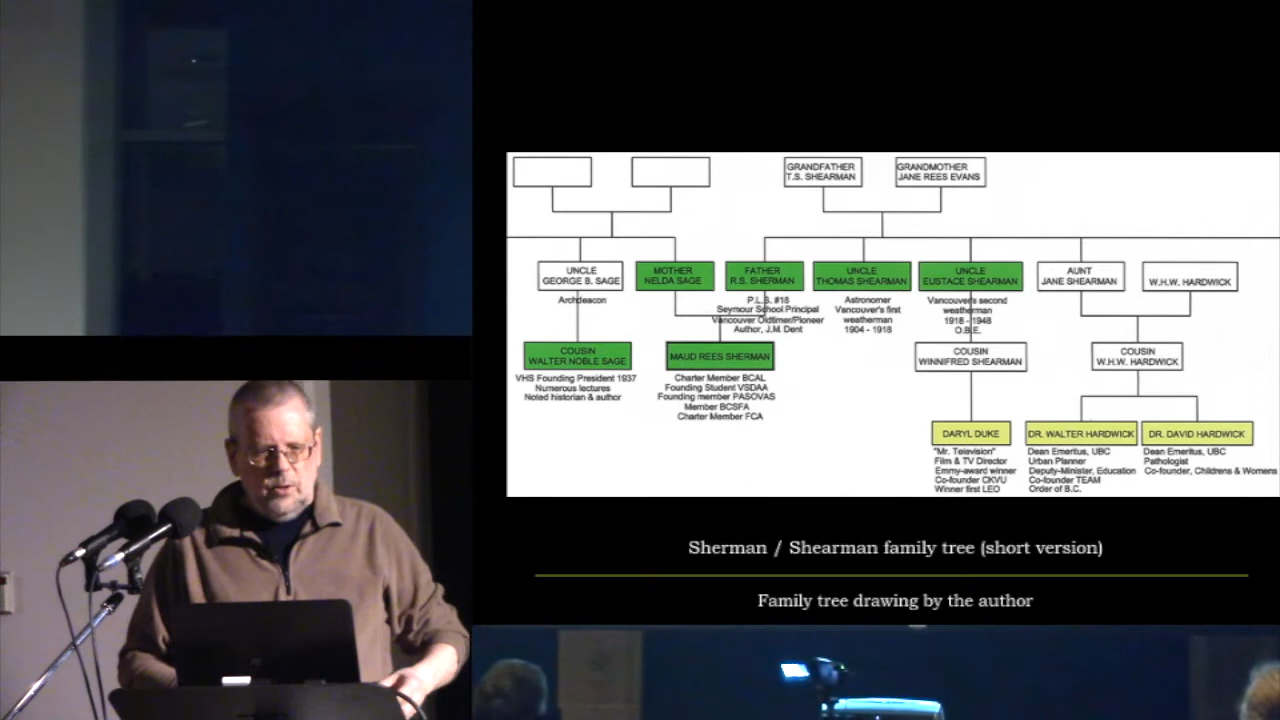 GRANDFATHER
T.S. SHEARMAN
GRANDMOTHER
JANE REES EVANS
UNCLE
GEORGE B. SAGE
Archdeacon
MOTHER
NELDA SAGE
FATHER
R.S. SHERMAN
P.L.S. #18
Seymour School Principal
Vancouver Oldtimer/Pioneer
Author, J.M. Dent
UNCLE
THOMAS SHEARMAN
Astronomer
Vancouver's first
weatherman
1904 - 1918
UNCLE
EUSTACE SHEARMAN
Vancouver's second
weatherman
1918 - 1948
O.B.E.
AUNT
JANE SHEARMAN
W.H.W. HARDWICK
COUSIN
WALTER NOBLE SAGE
VHS Founding President 1937
Numerous lectures
Noted historian & author
MAUD REES SHERMAN
Charter Member BCAL
Founding Student VSDAA
Founding member PASOVAS
Member BCSFA
Charter Member FCA
COUSIN
WINNIFRED SHEARMAN
COUSIN
W.H.W. HARDWICK
DARYL DUKE
"Mr. Television"
Film & TV Director
Emmy-award winner
Co-founder CKVU
Winner first LEO
DR. WALTER HARDWICK
Dean Emeritus, UBC
Urban Planner
Deputy-Minister, Education
Co-founder TEAM
Order of B.C.
DR. DAVID HARDWICK
Dean Emeritus, UBC
Pathologist
Co-founder, Childrens & Womens
Sherman / Shearman family tree (short version)
Family tree drawing by the author